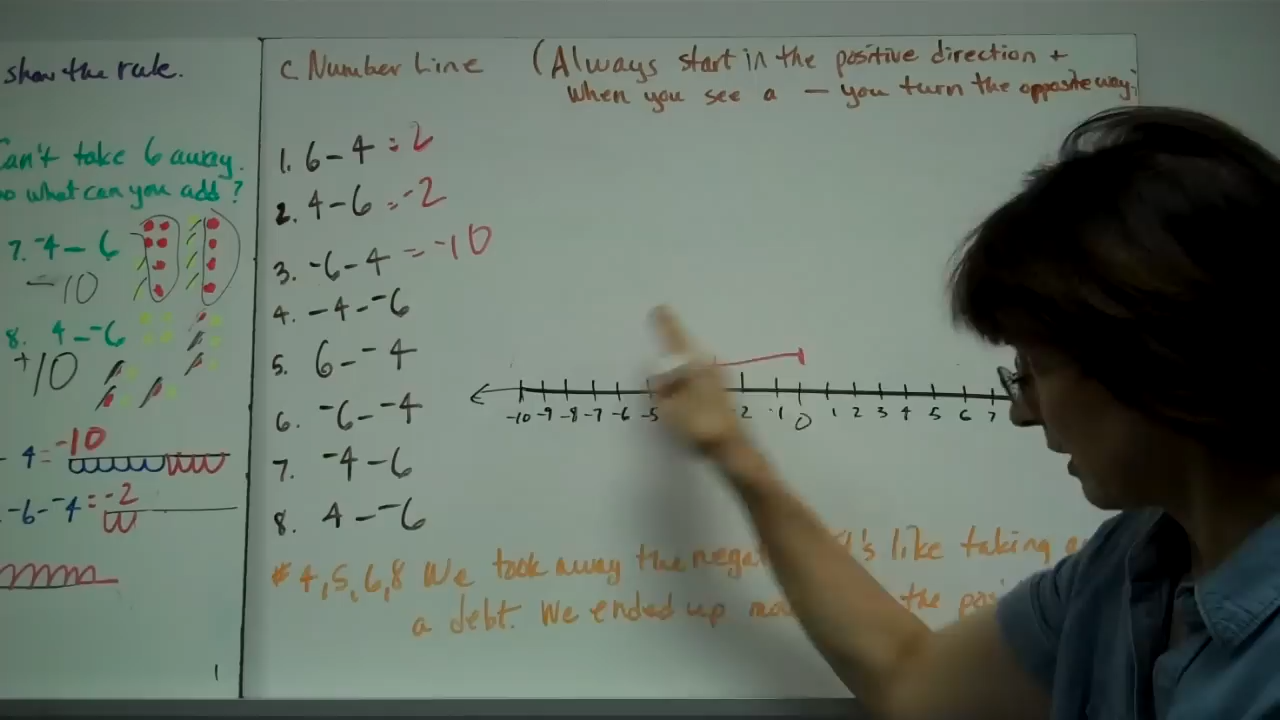 show the rule.
Can't take 6 away.
what can you add?
7. -4 - 6
-10
8. 4 - -6
+10
- 4 = -10
-6 - -4 = -2
1
C Number Line (Always start in the positive direction +
when you see a — you turn the opposite way.
1. 6 - 4 = 2
2. 4 - 6 = -2
3. -6 - 4 = -10
4. -4 - -6
5. 6 - -4
6. -6 - -4
7. -4 - 6
8. 4 - -6
-10 -9 -8 -7 -6 -5 -2 -1 0 1 2 3 4 5 6 7
# 4, 5, 6, 8 We took away the like taking
a debt. We ended up the